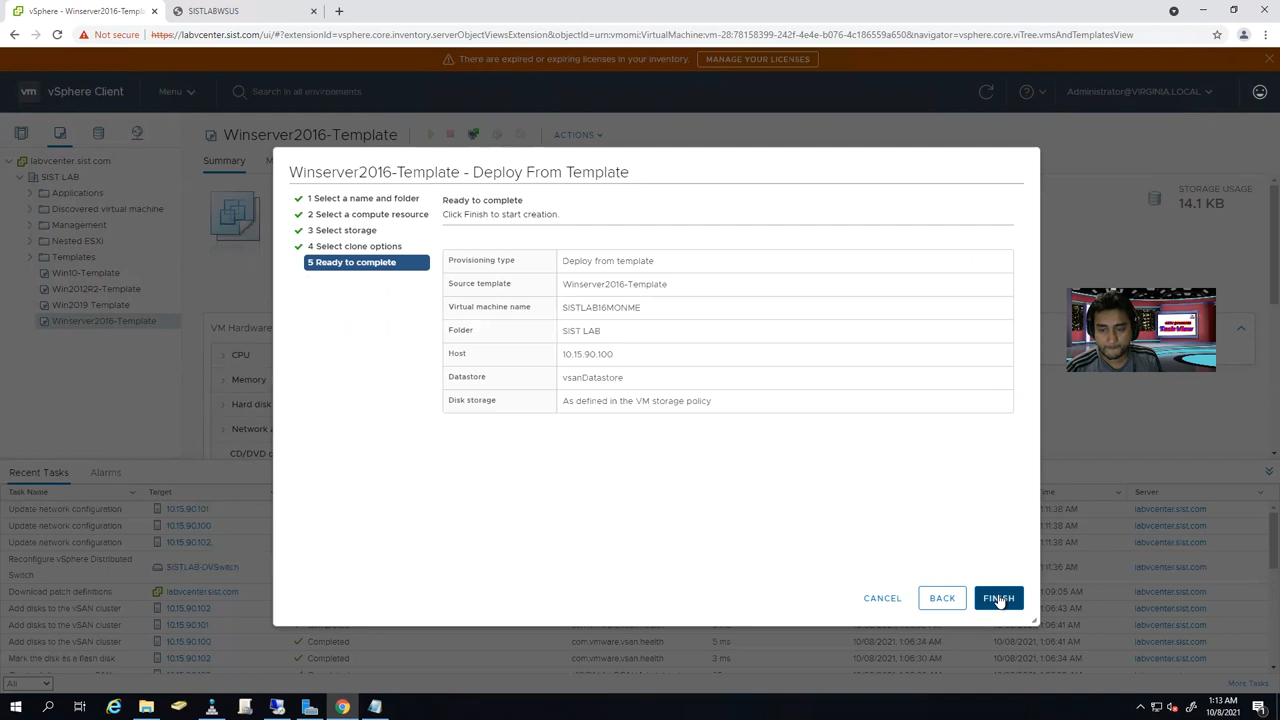 vSphere - Winserver2016-Templat
SISTLABWSUS
Not secure
https://labvcenter.sist.com/ui/#?extensionId=vsphere.core.inventory.serverObjectViewsExtension&objectId=urn:vmomi:VirtualMachine:vm-28:78158399-242f-4e4e-b076-4c186559a650&navigator=vsphere.core.viTree.vmsAndTemplatesView
There are expired or expiring licenses in your inventory.
MANAGE YOUR LICENSES
vm vSphere Client
Menu
Search in all environments
Administrator@VIRGINIA.LOCAL
Winserver2016-Template
ACTIONS
Summary
labvcenter.sist.com
SIST LAB
Applications
Discovered virtual machine
Management
Nested ESXi
Templates
Win10-Template
Win2012R2-Template
Win2019 Template
Winserver2016-Template
STORAGE USAGE
14.1 KB
VM Hardware
CPU
Memory
Hard disk
Network a
CD/DVD
Winserver2016-Template - Deploy From Template
1 Select a name and folder
2 Select a compute resource
3 Select storage
4 Select clone options
5 Ready to complete
Ready to complete
Click Finish to start creation.
Provisioning type Deploy from template
Source template Winserver2016-Template
Virtual machine name SISTLAB16MONME
Folder SIST LAB
Host 10.15.90.100
Datastore vsanDatastore
Disk storage As defined in the VM storage policy
CANCEL
BACK
FINISH
Tech View
Recent Tasks
Alarms
Task Name Target Time Server
Update network configuration 10.15.90.101 1:11:38 AM labvcenter.sist.com
Update network configuration 10.15.90.100 1:11:38 AM labvcenter.sist.com
Update network configuration 10.15.90.102 1:11:38 AM labvcenter.sist.com
Reconfigure vSphere Distributed Switch SISTLAB-DVSwitch 1:11:36 AM labvcenter.sist.com
Download patch definitions labvcenter.sist.com 1:09:05 AM labvcenter.sist.com
Add disks to the vSAN cluster 10.15.90.102 1:06:43 AM labvcenter.sist.com
Add disks to the vSAN cluster 10.15.90.101 1:06:41 AM labvcenter.sist.com
Add disks to the vSAN cluster 10.15.90.100 Completed com.vmware.vsan.health 5 ms 10/08/2021, 1:06:34 AM 10/08/2021, 1:06:41 AM labvcenter.sist.com
Mark the disk as a flash disk 10.15.90.102 Completed com.vmware.vsan.health 3 ms 10/08/2021, 1:06:30 AM 10/08/2021, 1:06:34 AM labvcenter.sist.com
All
More Tasks
1:13 AM
10/8/2021